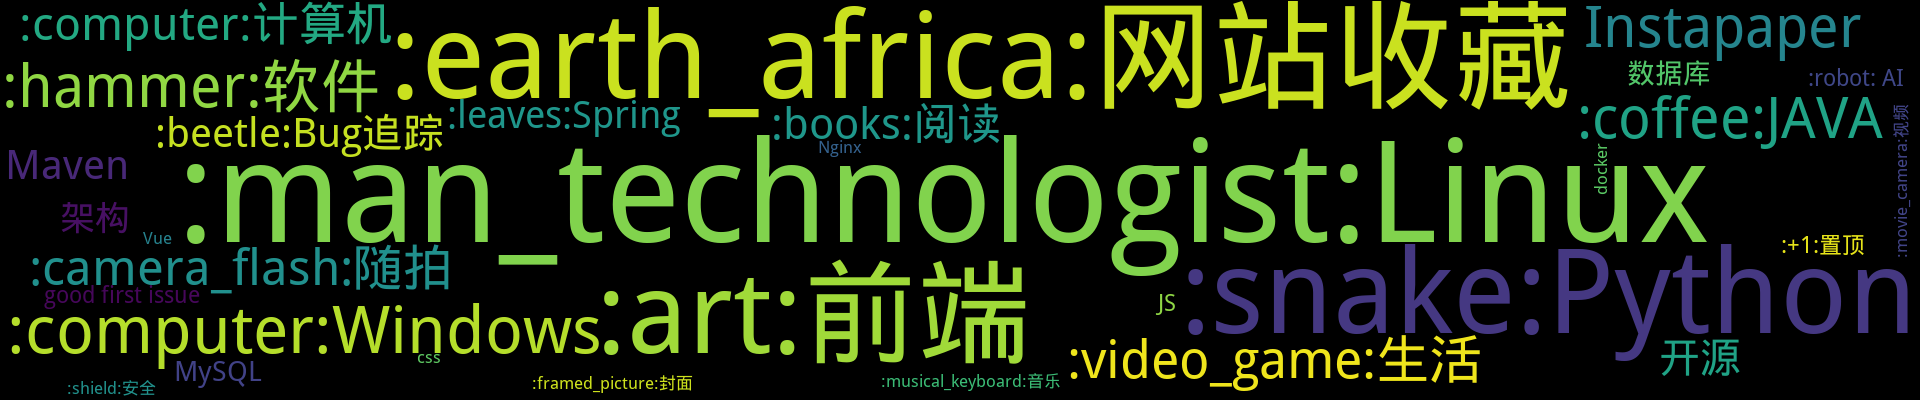 :computer:计算机
:earth_africa:网站收藏
Instapaper
:hammer:软件
数据库
:robot: AI
:leaves:Spring
:books:阅读
:coffee:JAVA
:beetle:Bug追踪
Nginx
Maven
:man_technologist:Linux
docker
:movie_camera:视频
架构
Vue
:+1:置顶
:camera_flash:随拍
good first issue
:snake:Python
:computer:Windows
:art:前端
JS
css
MySQL
:video_game:生活
开源
:shield:安全
:framed_picture:封面
:musical_keyboard:音乐